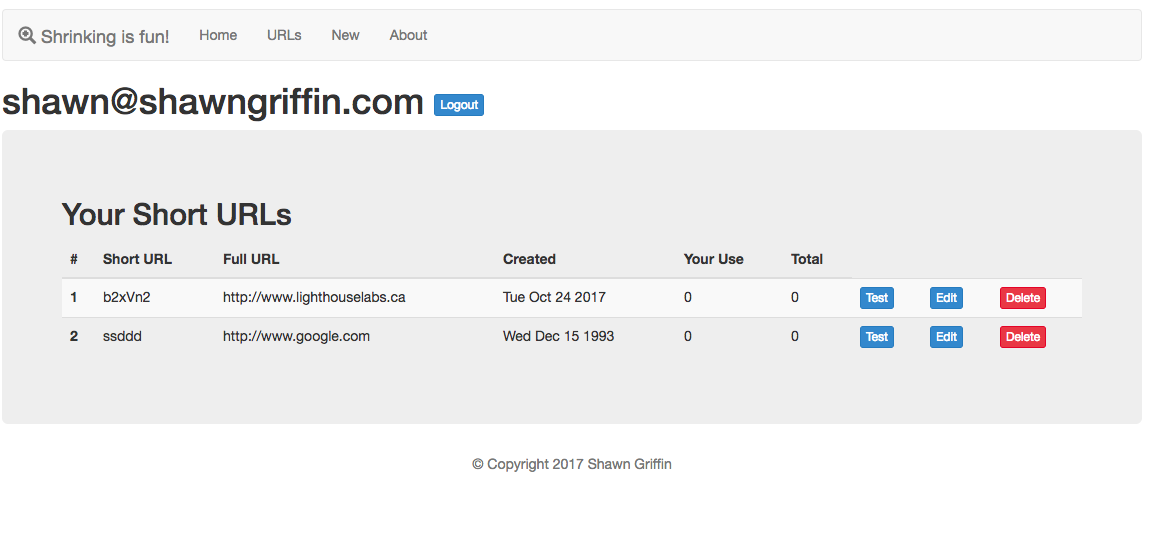 Shrinking is fun! Home URLs New About
shawn@shawngriffin.com Logout
Your Short URLs
# Short URL Full URL Created Your Use Total
1 b2xVn2 http://www.lighthouselabs.ca Tue Oct 24 2017 0 0 Test Edit Delete
2 ssddd http://www.google.com Wed Dec 15 1993 0 0 Test Edit Delete
© Copyright 2017 Shawn Griffin